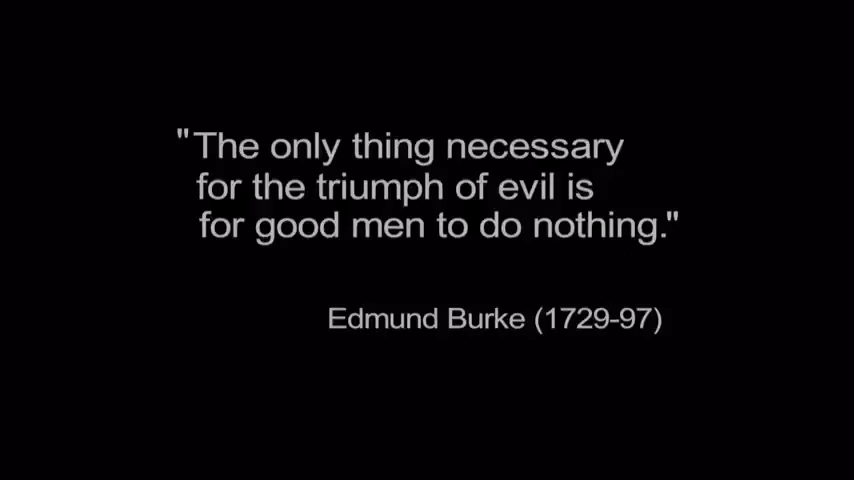 "The only thing necessary
for the triumph of evil is
for good men to do nothing."
Edmund Burke (1729-97)